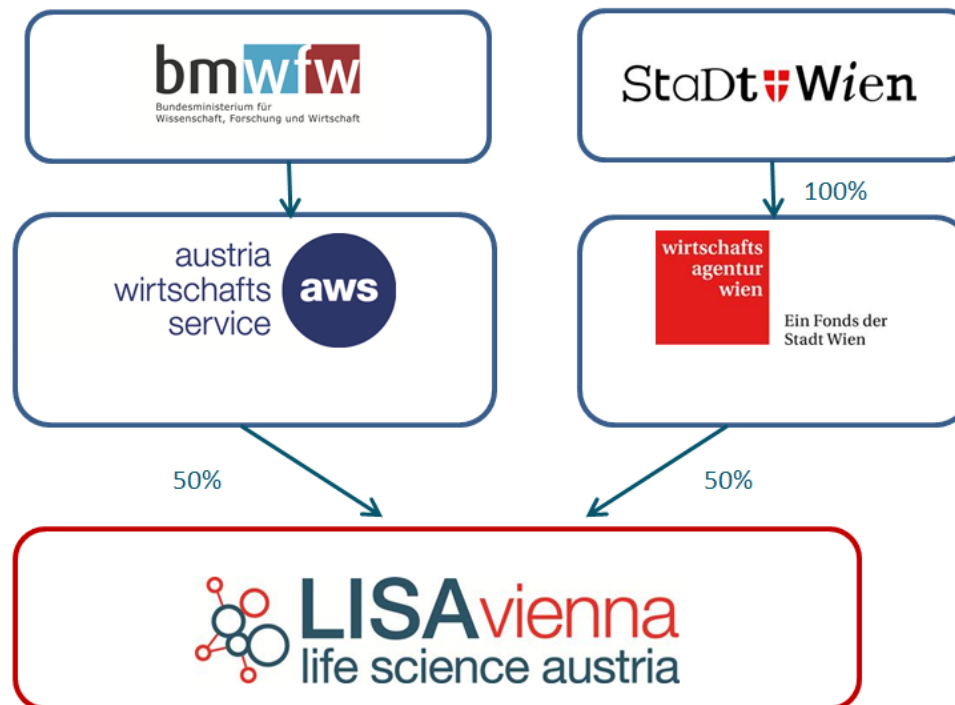 bmwfw
Bundesministerium für
Wissenschaft, Forschung und Wirtschaft
StaDt Wien
100%
austria
wirtschafts
service
aws
wirtschafts
agentur
wien
Ein Fonds der
Stadt Wien
50%
50%
LISAvienna
life science austria